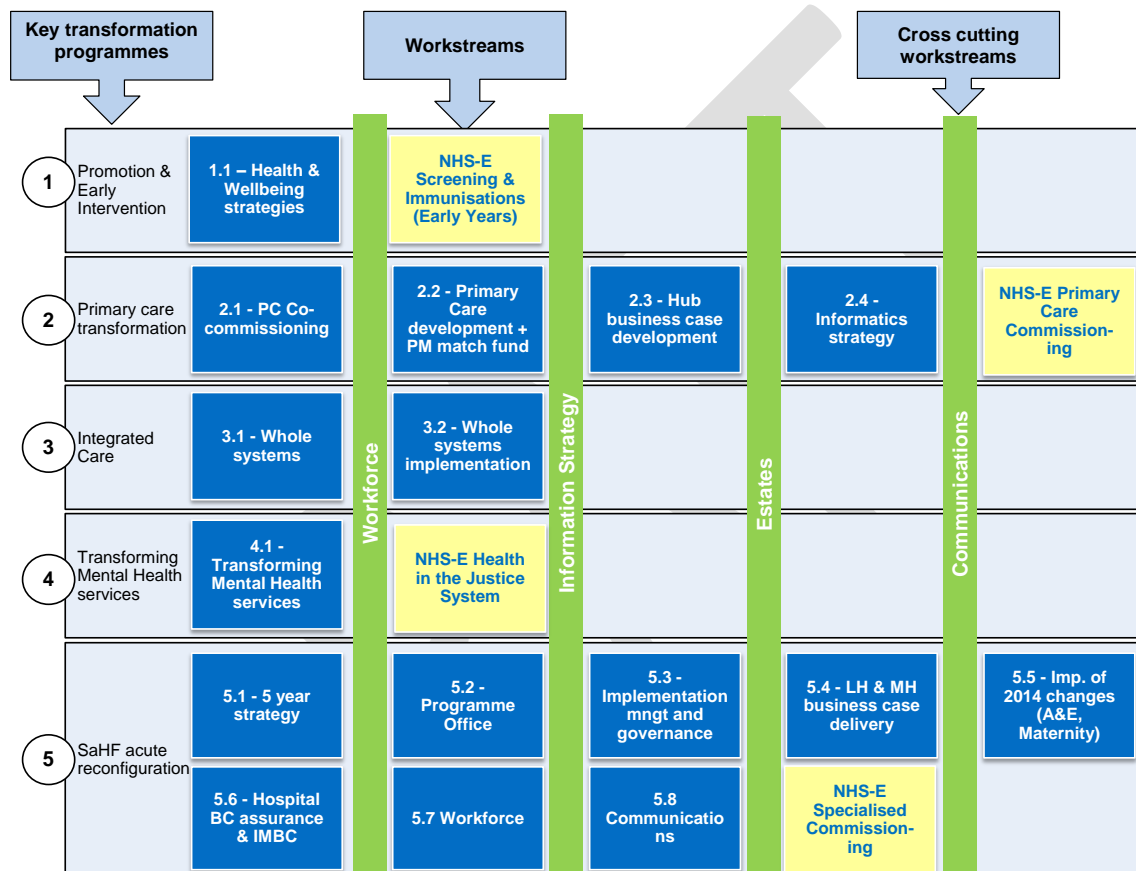 Key transformation
programmes
Workstreams
Cross cutting
workstreams
1
Promotion &
Early
Intervention
1.1 – Health &
Wellbeing
strategies
NHS-E
Screening &
Immunisations
(Early Years)
2
Primary care
transformation
2.1 - PC Co-
commissioning
2.2 - Primary
Care
development +
PM match fund
2.3 - Hub
business case
development
2.4 -
Informatics
strategy
NHS-E Primary
Care
Commission-
ing
3
Integrated
Care
3.1 - Whole
systems
3.2 - Whole
systems
implementation
4
Transforming
Mental Health
services
4.1 -
Transforming
Mental Health
services
NHS-E Health
in the Justice
System
5
SaHF acute
reconfiguration
5.1 - 5 year
strategy
5.2 -
Programme
Office
5.3 -
Implementation
mngt and
governance
5.4 - LH & MH
business case
delivery
5.5 - Imp. of
2014 changes
(A&E,
Maternity)
5.6 - Hospital
BC assurance
& IMBC
5.7 Workforce
5.8
Communicatio
ns
NHS-E
Specialised
Commission-
ing
Workforce
Information Strategy
Estates
Communications